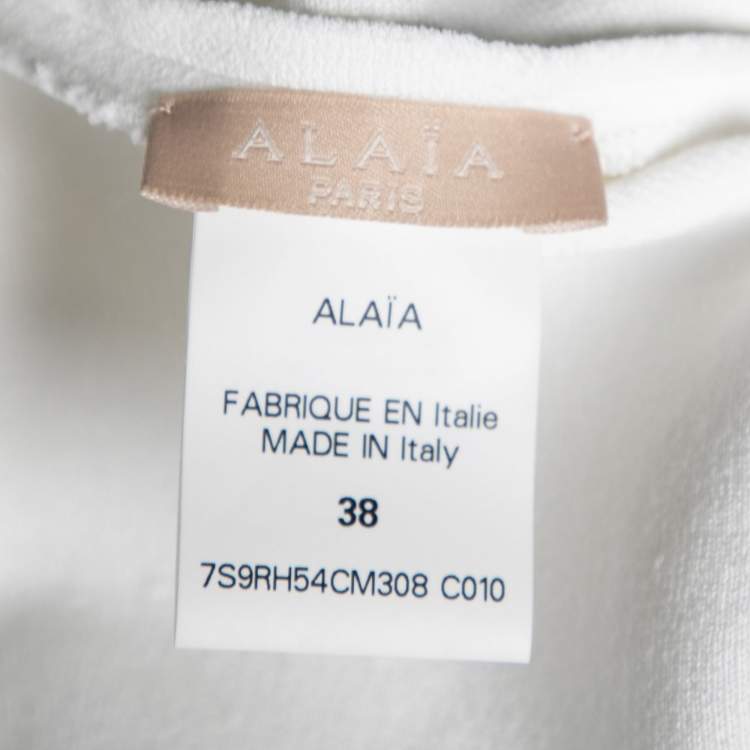 ALAÏA
PARIS
ALAÏA
FABRIQUE EN Italie
MADE IN Italy
38
7S9RH54CM308 C010